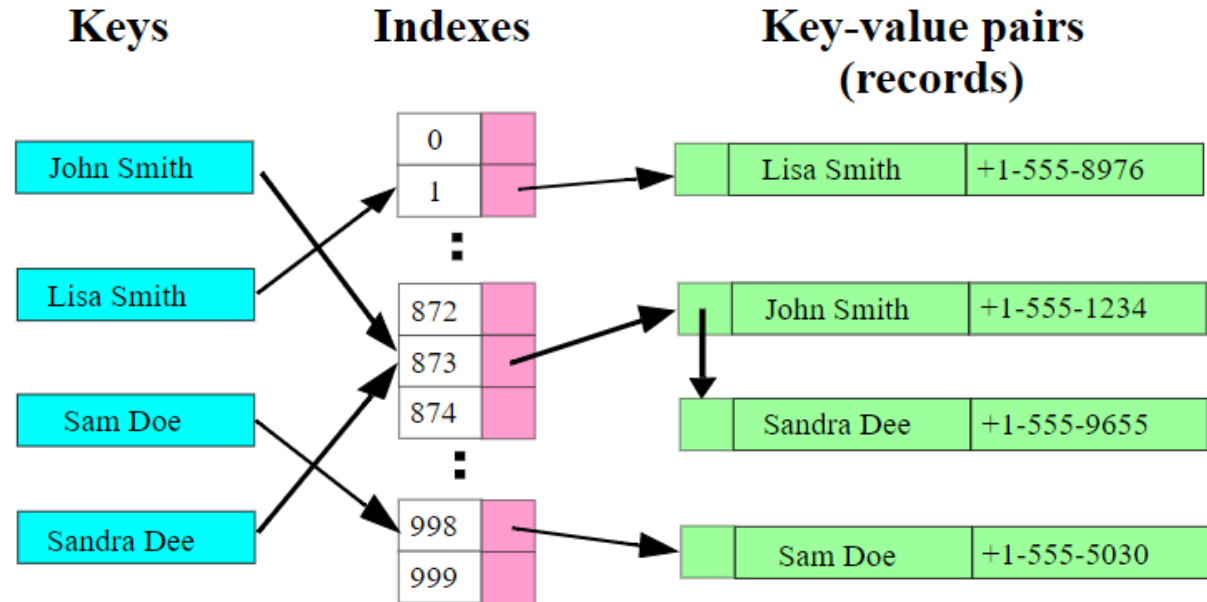 Keys
Indexes
Key-value pairs
(records)
John Smith
Lisa Smith
Sam Doe
Sandra Dee
0
1
:
872
873
874
:
998
999
Lisa Smith +1-555-8976
John Smith +1-555-1234
Sandra Dee +1-555-9655
Sam Doe +1-555-5030